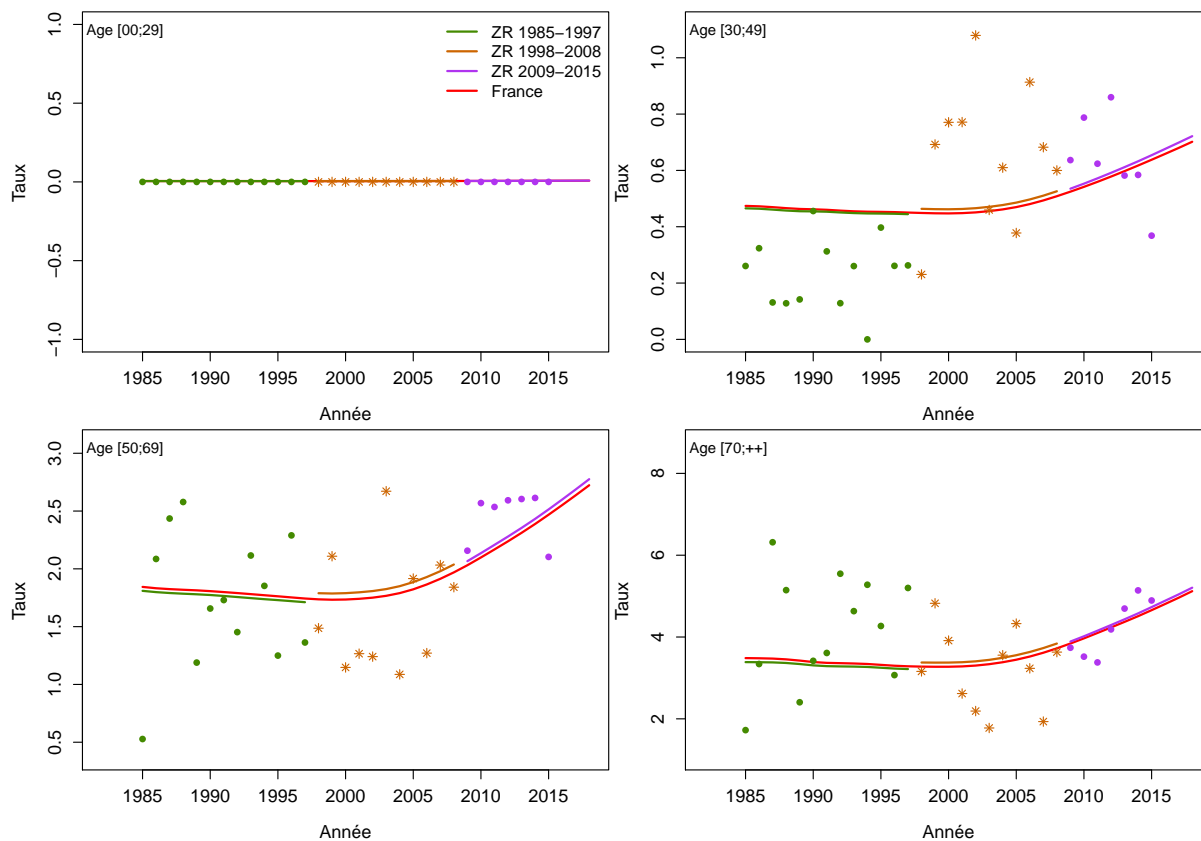 Age [00;29]
ZR 1985−1997
ZR 1998−2008
ZR 2009−2015
France
1.0
0.5
0.0
−0.5
−1.0
Taux
1985 1990 1995 2000 2005 2010 2015
Année
Age [30;49]
1.0
0.8
0.6
0.4
0.2
0.0
Taux
1985 1990 1995 2000 2005 2010 2015
Année
Age [50;69]
3.0
2.5
2.0
1.5
1.0
0.5
Taux
1985 1990 1995 2000 2005 2010 2015
Année
Age [70;++]
8
6
4
2
Taux
1985 1990 1995 2000 2005 2010 2015
Année